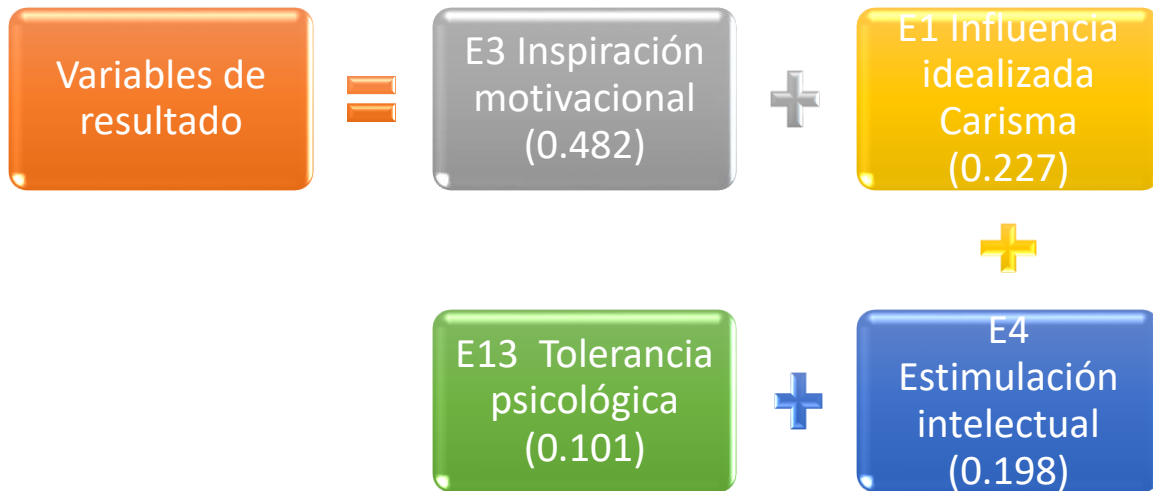 Variables de
resultado
=
E3 Inspiración
motivacional
(0.482)
+
E1 Influencia
idealizada
Carisma
(0.227)
+
E4
Estimulación
intelectual
(0.198)
+
E13 Tolerancia
psicológica
(0.101)